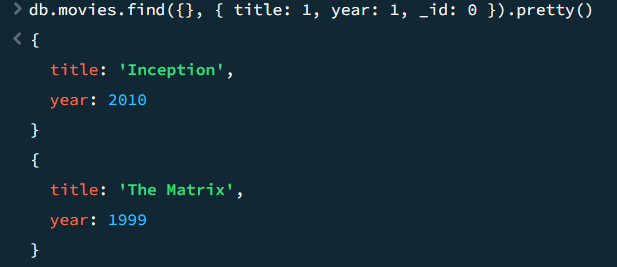 > db.movies.find({}, { title: 1, year: 1, _id: 0 }).pretty()
< {
title: 'Inception',
year: 2010
}
{
title: 'The Matrix',
year: 1999
}